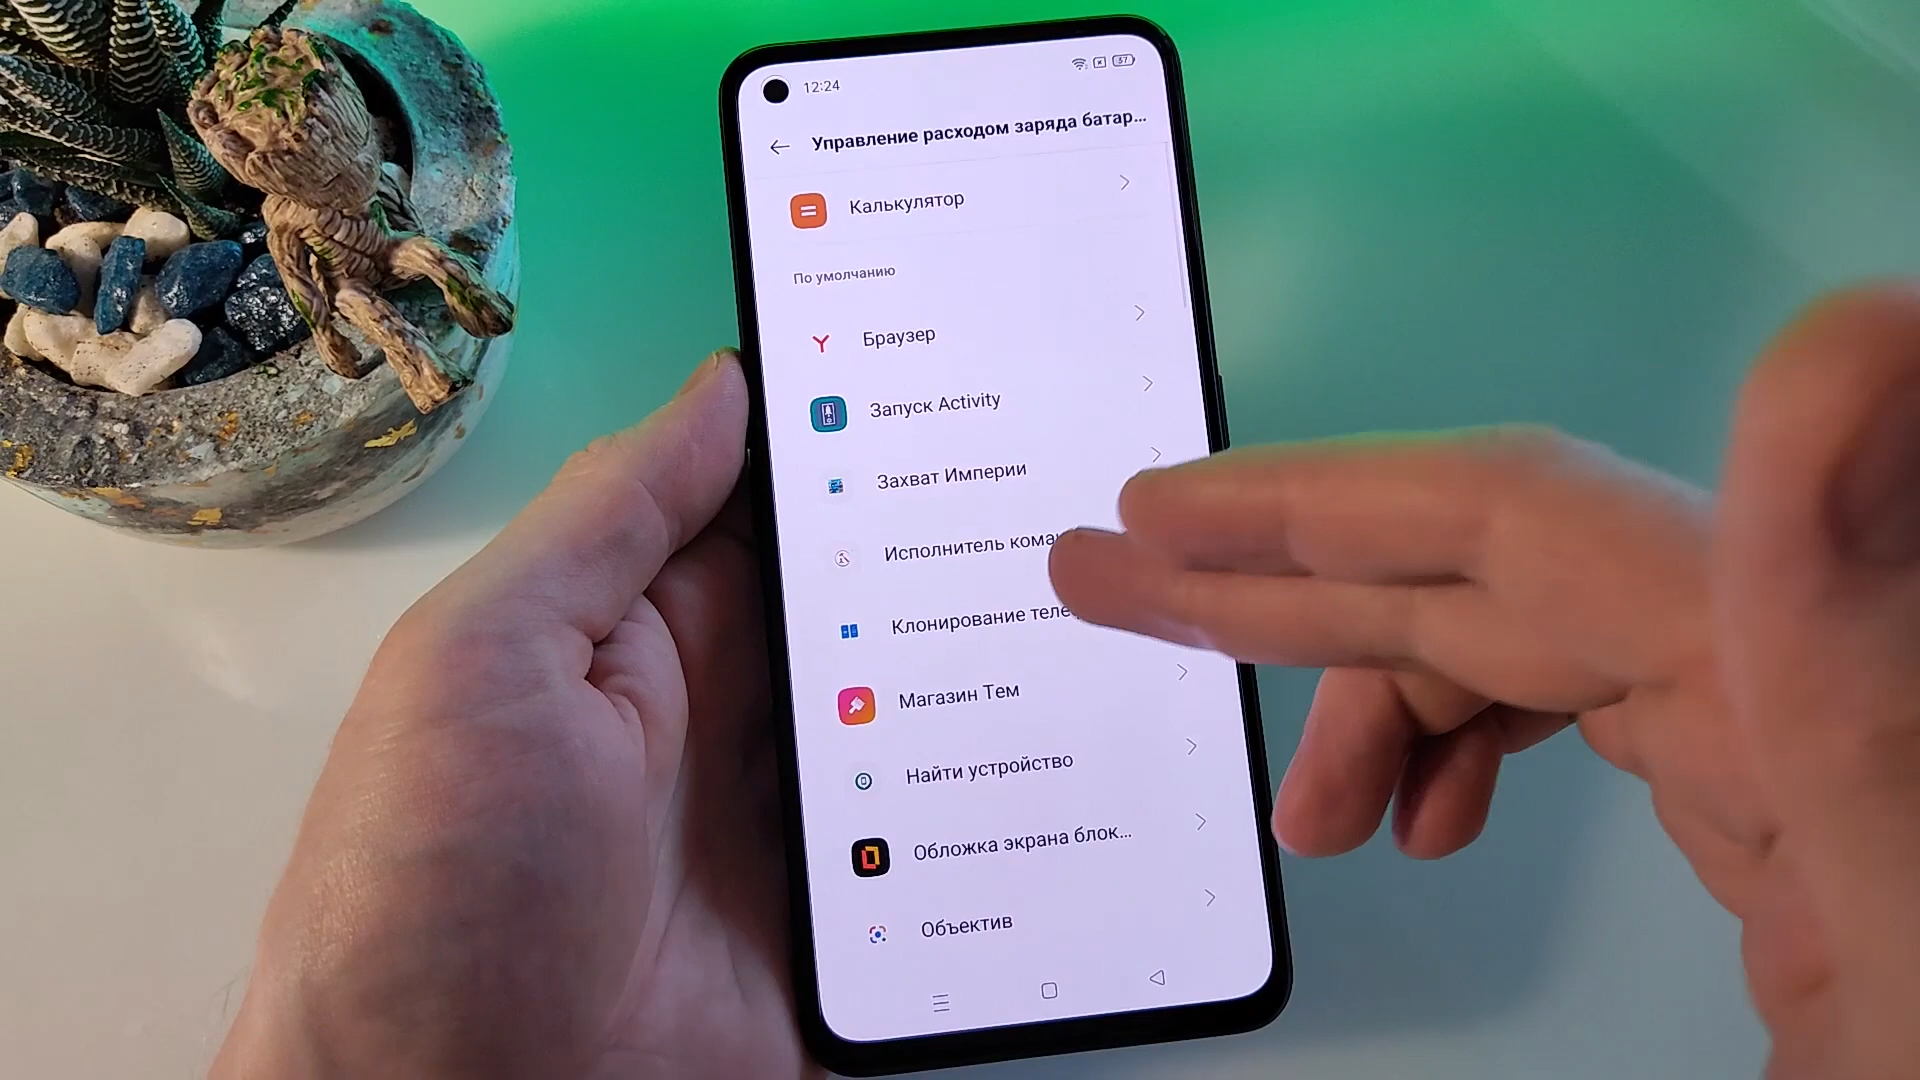 12:24
37
Управление расходом заряда батар...
Калькулятор
По умолчанию
Браузер
Запуск Activity
Захват Империи
Исполнитель кома
Клонирование теле
Магазин Тем
Найти устройство
Обложка экрана блок...
Объектив